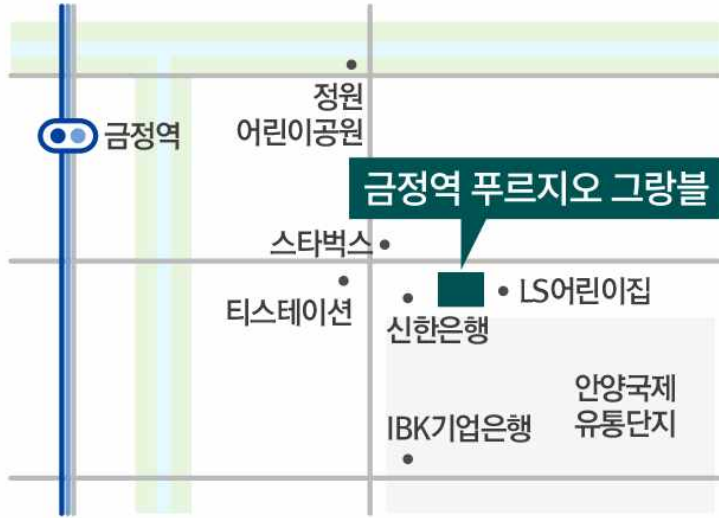 정원
어린이공원
금정역
금정역 푸르지오 그랑블
스타벅스
LS어린이집
티스테이션
신한은행
안양국제
유통단지
IBK기업은행